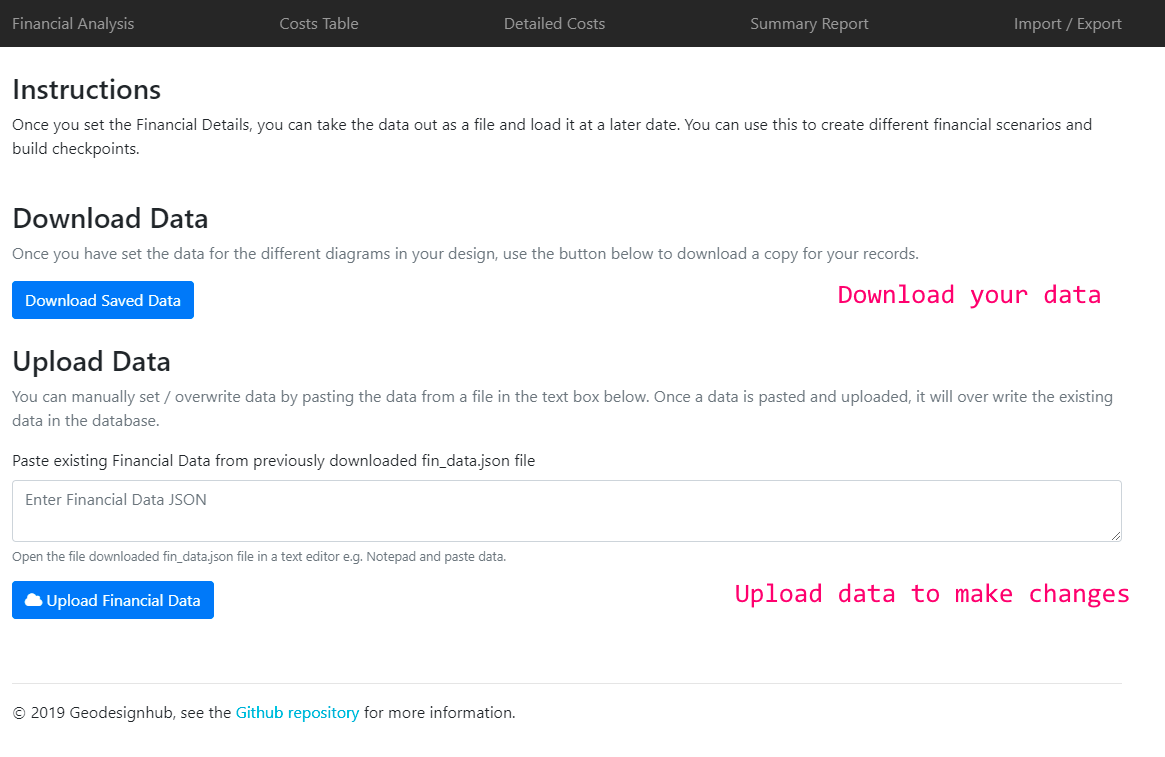 Financial Analysis Costs Table Detailed Costs Summary Report Import / Export
Instructions
Once you set the Financial Details, you can take the data out as a file and load it at a later date. You can use this to create different financial scenarios and
build checkpoints.
Download Data
Once you have set the data for the different diagrams in your design, use the button below to download a copy for your records.
Download Saved Data
Download your data
Upload Data
You can manually set / overwrite data by pasting the data from a file in the text box below. Once a data is pasted and uploaded, it will over write the existing
data in the database.
Paste existing Financial Data from previously downloaded fin_data.json file
Enter Financial Data JSON
Open the file downloaded fin_data.json file in a text editor e.g. Notepad and paste data.
Upload Financial Data
Upload data to make changes
© 2019 Geodesignhub, see the Github repository for more information.